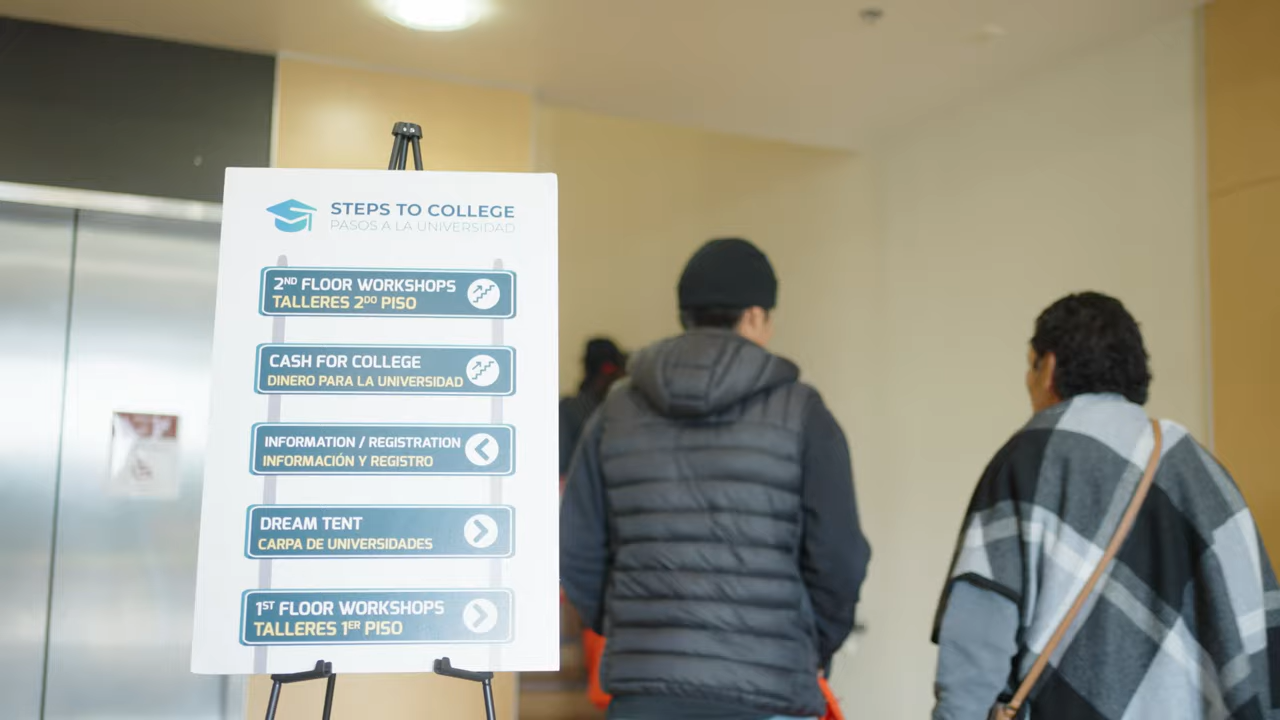 STEPS TO COLLEGE
PASOS A LA UNIVERSIDAD
2ND FLOOR WORKSHOPS
TALLERES 2DO PISO
CASH FOR COLLEGE
DINERO PARA LA UNIVERSIDAD
INFORMATION / REGISTRATION
INFORMACIÓN Y REGISTRO
DREAM TENT
CARPA DE UNIVERSIDADES
1ST FLOOR WORKSHOPS
TALLERES 1ER PISO